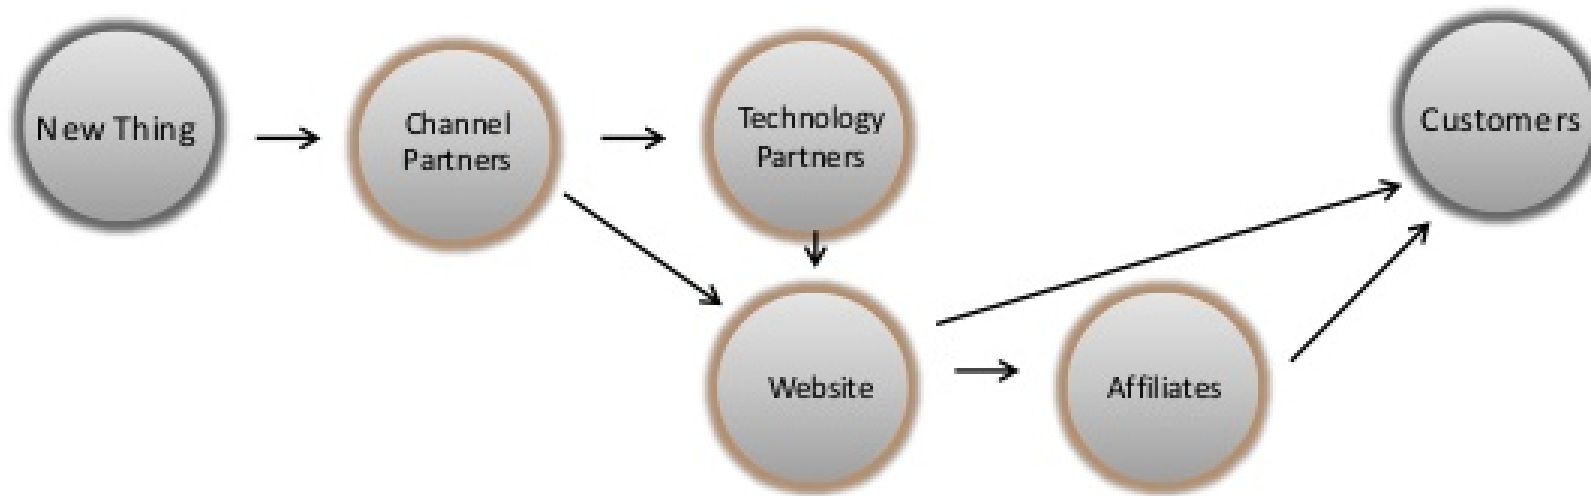 New Thing
Channel
Partners
Technology
Partners
Customers
Website
Affiliates